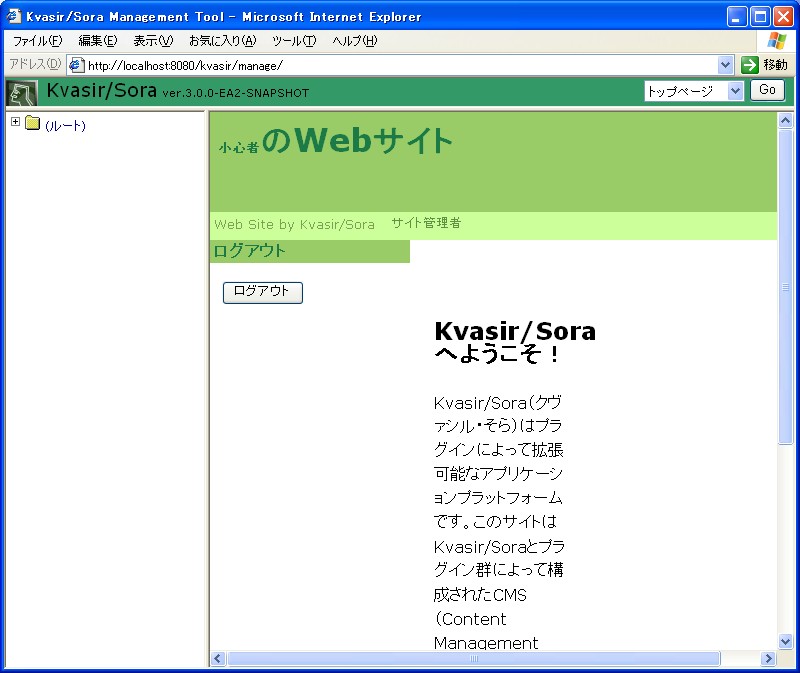 Kvasir/Sora Management Tool - Microsoft Internet Explorer
ファイル(F) 編集(E) 表示(V) お気に入り(A) ツール(T) ヘルプ(H)
アドレス(D) http://localhost:8080/kvasir/manage/ 移動
Kvasir/Sora ver.3.0.0-EA2-SNAPSHOT トップページ Go
(ルート)
小心者のWebサイト
Web Site by Kvasir/Sora サイト管理者
ログアウト
ログアウト
Kvasir/Sora
へようこそ！
Kvasir/Sora(クヴ
ァシル・そら)はプラ
グインによって拡張
可能なアプリケーシ
ョンプラットフォーム
です。このサイトは
Kvasir/Soraとプラ
グイン群によって構
成されたCMS
(Content
Management